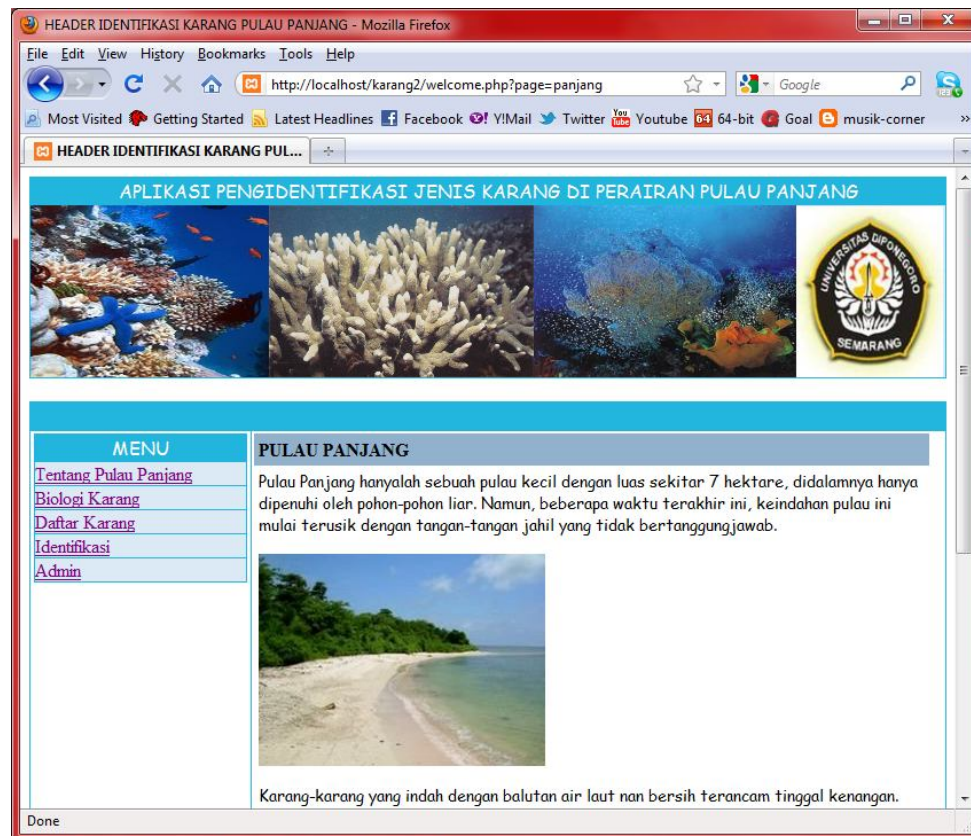 HEADER IDENTIFIKASI KARANG PULAU PANJANG - Mozilla Firefox
File Edit View History Bookmarks Tools Help
http://localhost/karang2/welcome.php?page=panjang Google
Most Visited Getting Started Latest Headlines Facebook Y!Mail Twitter You Tube Youtube 64 64-bit Goal musik-corner »
HEADER IDENTIFIKASI KARANG PUL...
APLIKASI PENGIDENTIFIKASI JENIS KARANG DI PERAIRAN PULAU PANJANG
UNIVERSITAS DIPONEGORO
SEMARANG
MENU
Tentang Pulau Panjang
Biologi Karang
Daftar Karang
Identifikasi
Admin
PULAU PANJANG
Pulau Panjang hanyalah sebuah pulau kecil dengan luas sekitar 7 hektare, didalamnya hanya
dipenuhi oleh pohon-pohon liar. Namun, beberapa waktu terakhir ini, keindahan pulau ini
mulai terusik dengan tangan-tangan jahil yang tidak bertanggungjawab.
Karang-karang yang indah dengan balutan air laut nan bersih terancam tinggal kenangan.
Done